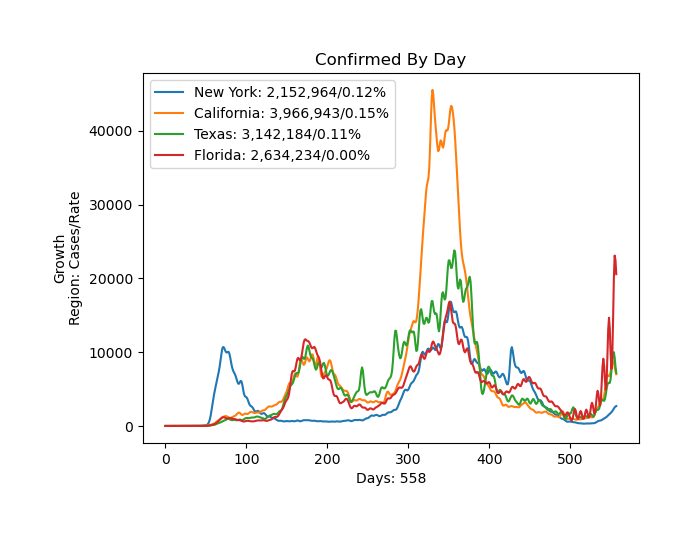 Confirmed By Day
New York: 2,152,964/0.12%
California: 3,966,943/0.15%
Texas: 3,142,184/0.11%
Florida: 2,634,234/0.00%
Growth
Region: Cases/Rate
40000
30000
20000
10000
0
0 100 200 300 400 500
Days: 558